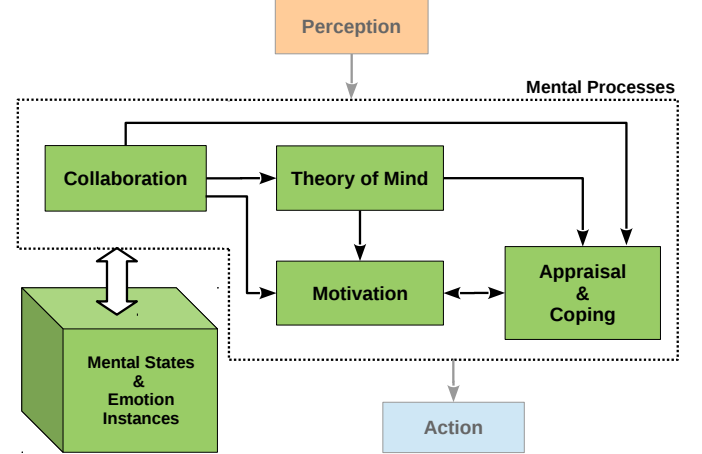 Perception
Mental Processes
Collaboration
Theory of Mind
Motivation
Appraisal
&
Coping
Mental States
&
Emotion
Instances
Action